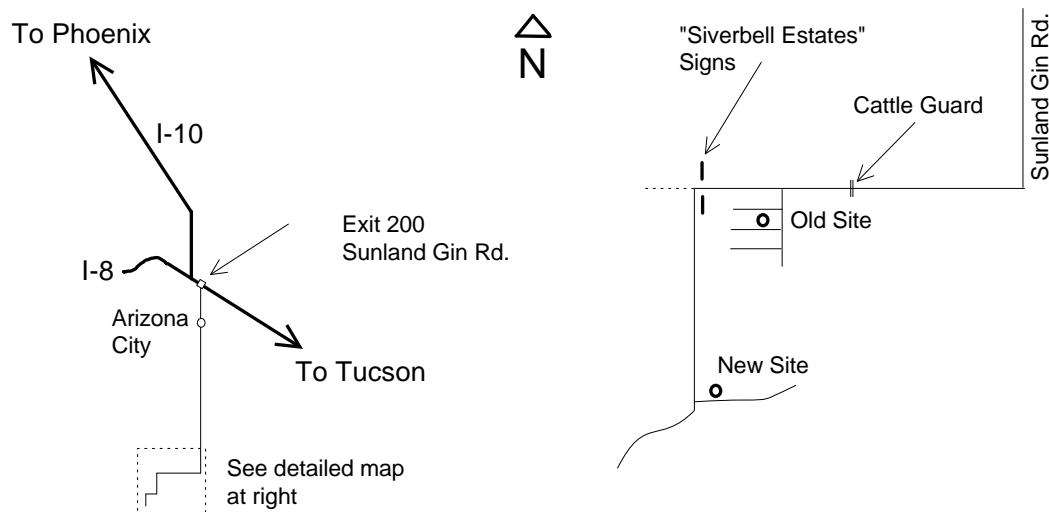 To Phoenix
I-10
Exit 200
Sunland Gin Rd.
I-8
Arizona
City
To Tucson
See detailed map
at right
N
"Siverbell Estates"
Signs
Cattle Guard
Sunland Gin Rd.
Old Site
New Site